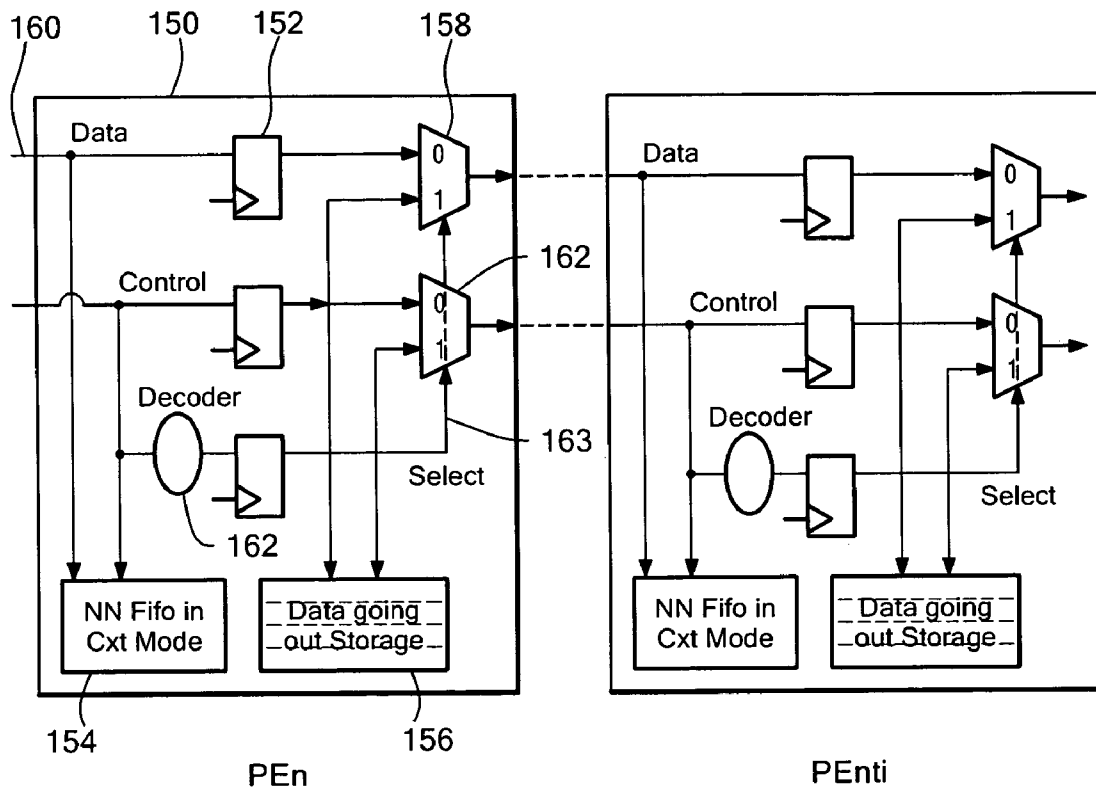 160
150
152
158
Data
0
1
Data
0
1
Control
162
0
1
Control
0
1
Decoder
163
Select
Decoder
Select
162
NN Fifo in
Cxt Mode
Data going
out Storage
NN Fifo in
Cxt Mode
Data going
out Storage
154
156
PEn
PEnti